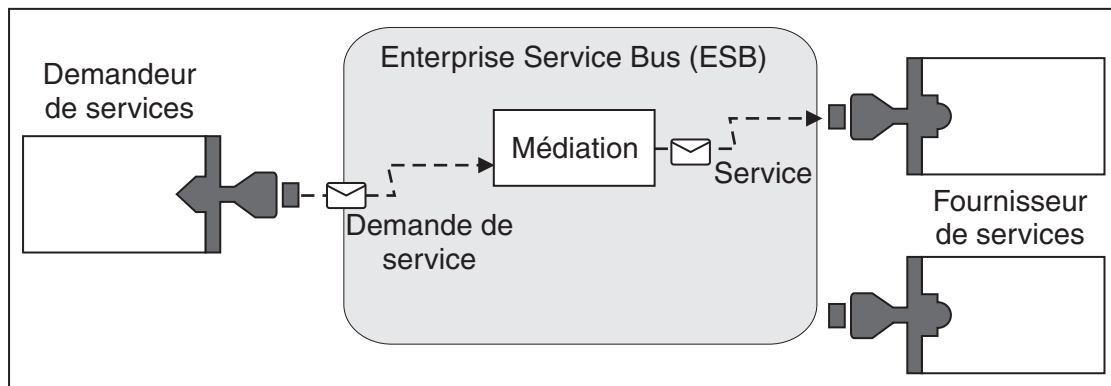 Enterprise Service Bus (ESB)
Demandeur
de services
Médiation
Service
Demande de
service
Fournisseur
de services